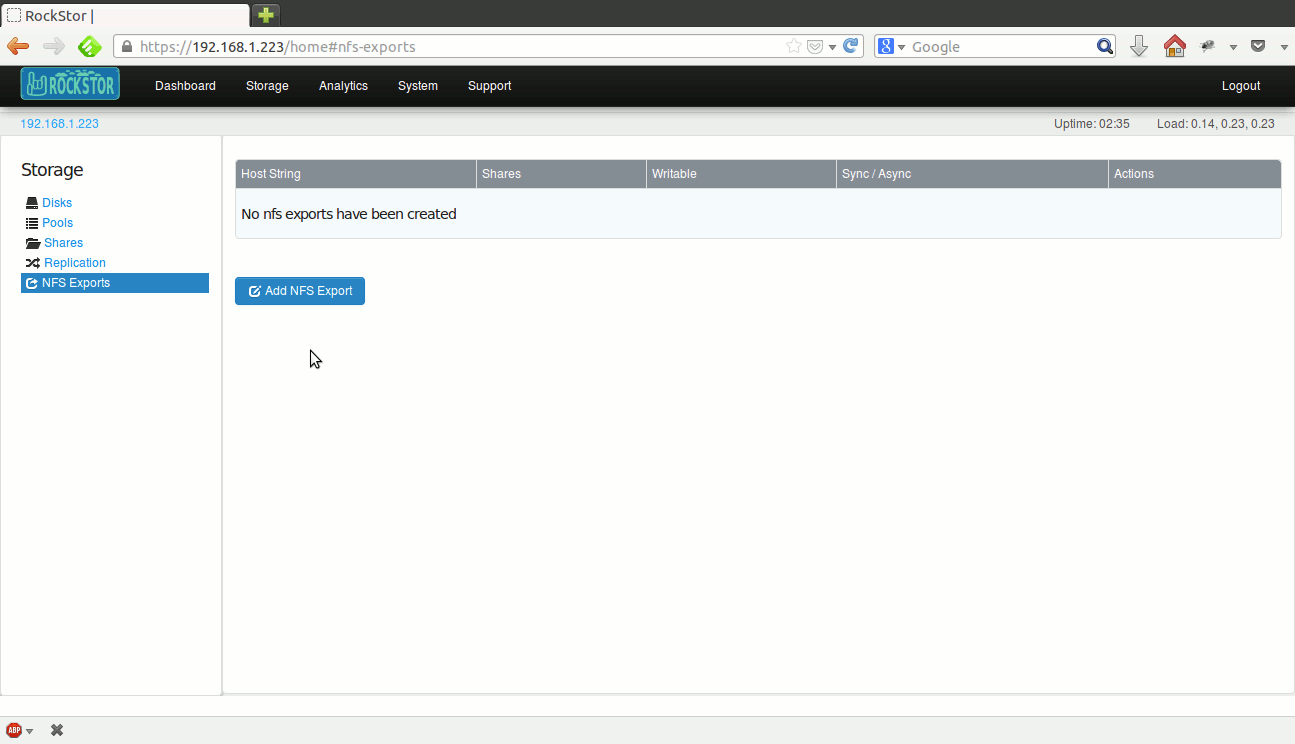 RockStor |
https://192.168.1.223/home#nfs-exports
8 Google
ROCKSTOR
Dashboard Storage Analytics System Support Logout
192.168.1.223 Uptime: 02:35 Load: 0.14, 0.23, 0.23
Storage
Disks
Pools
Shares
Replication
NFS Exports
Host String Shares Writable Sync / Async Actions
No nfs exports have been created
Add NFS Export
ABP